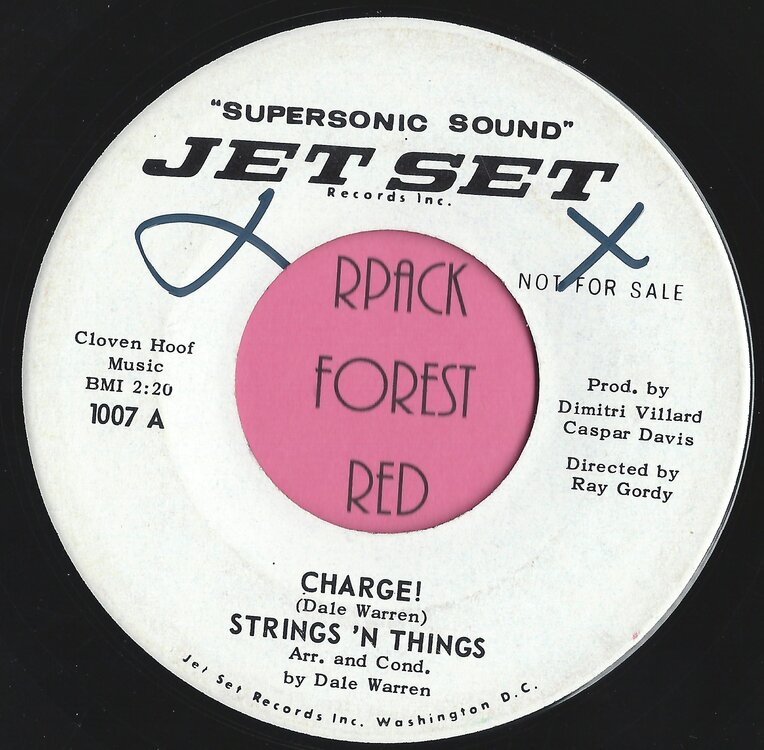 "SUPERSONIC SOUND"
JET SET
Records Inc.
NOT FOR SALE
RPACK
FOREST
RED
Cloven Hoof
Music
BMI 2:20
1007 A
Prod. by
Dimitri Villard
Caspar Davis
Directed by
Ray Gordy
CHARGE!
(Dale Warren)
STRINGS 'N THINGS
Arr. and Cond.
by Dale Warren
Jet Set Records Inc. Washington D.C.